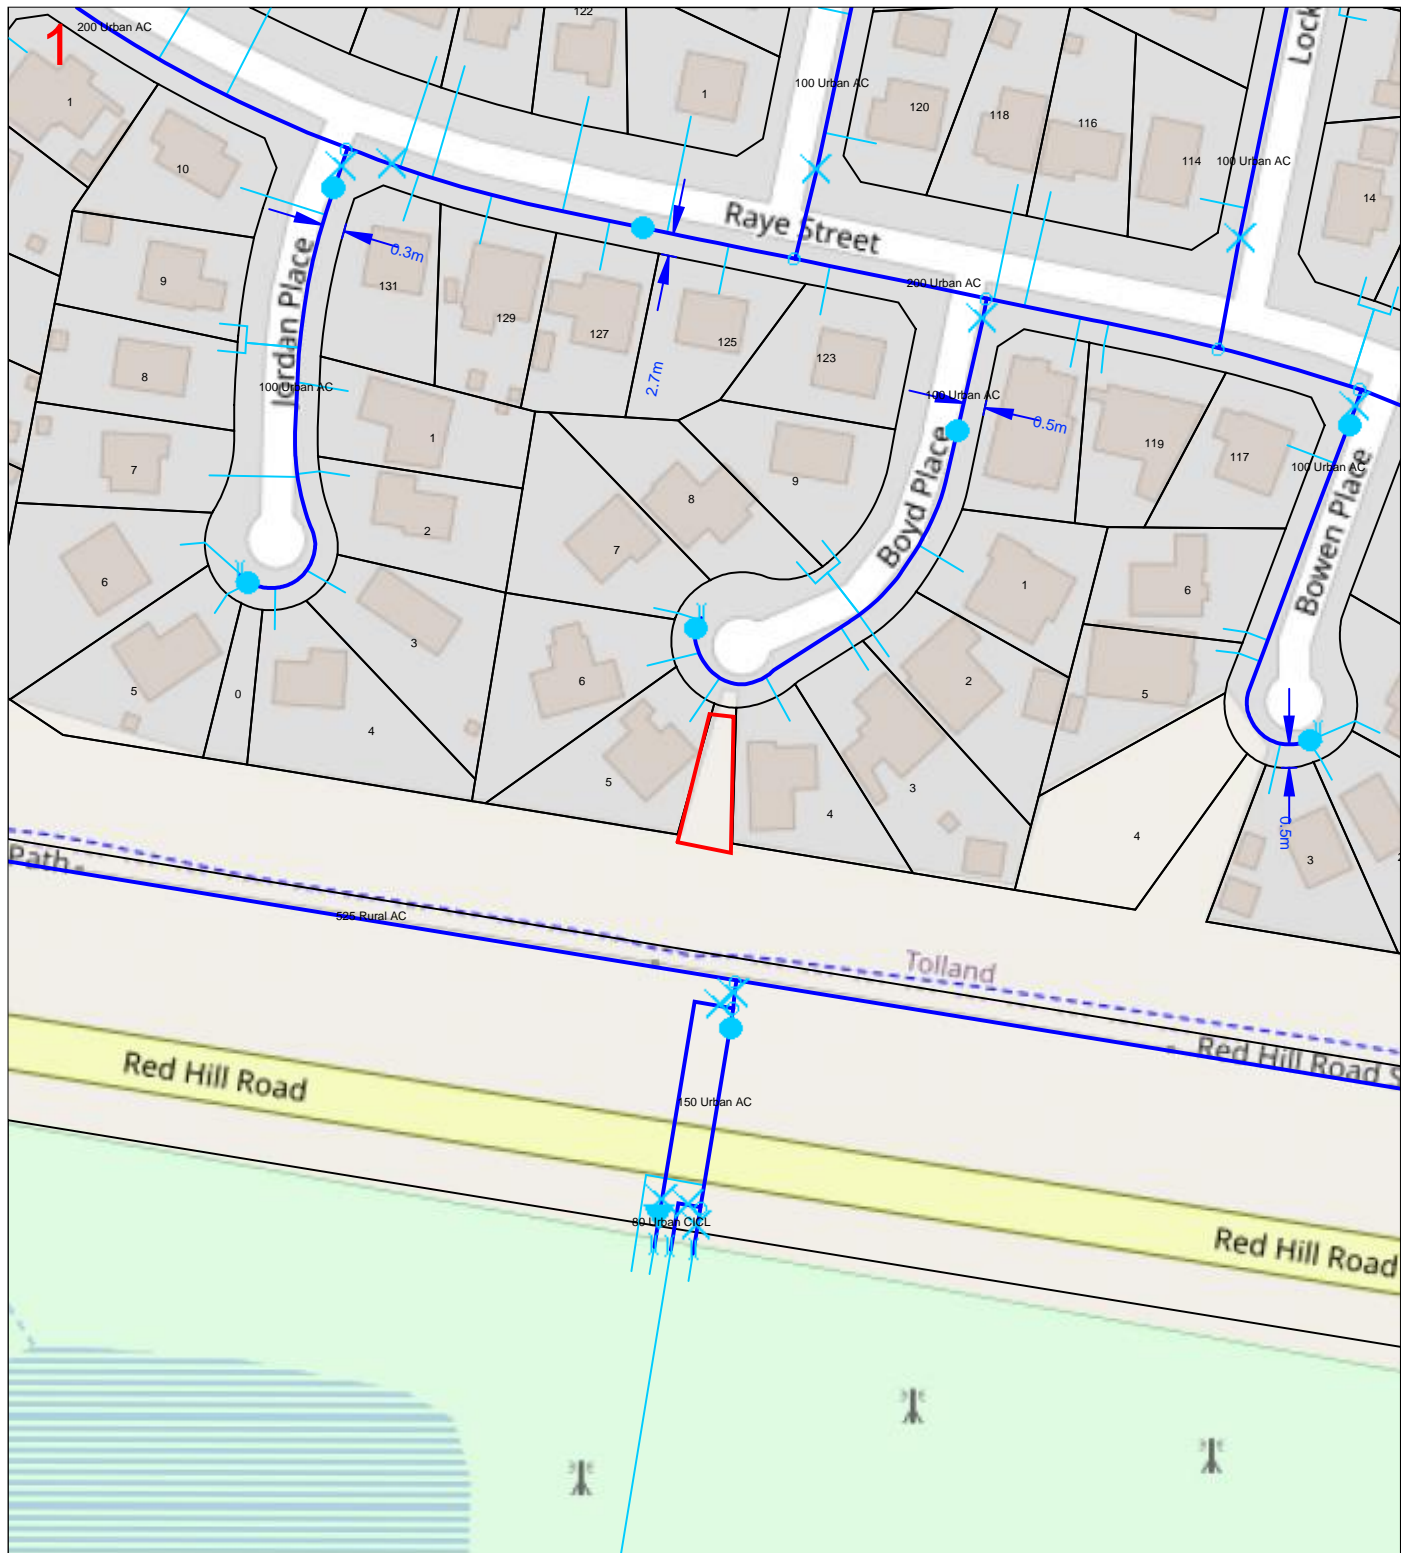 1
200 Urban AC
122
1
1
10
100 Urban AC
120
118
116
114
100 Urban AC
Lock
14
Raye Street
0.3m
Jordan Place
131
129
127
125
123
200 Urban AC
9
8
7
6
5
0
100 Urban AC
1
2
3
4
2.7m
100 Urban AC
0.5m
Boyd Place
9
8
7
6
5
1
2
3
4
119
117
100 Urban AC
Bowen Place
6
5
4
3
0.5m
Path
525 Rural AC
Tolland
Red Hill Road S
Red Hill Road
150 Urban AC
80 Urban CICL
Red Hill Road